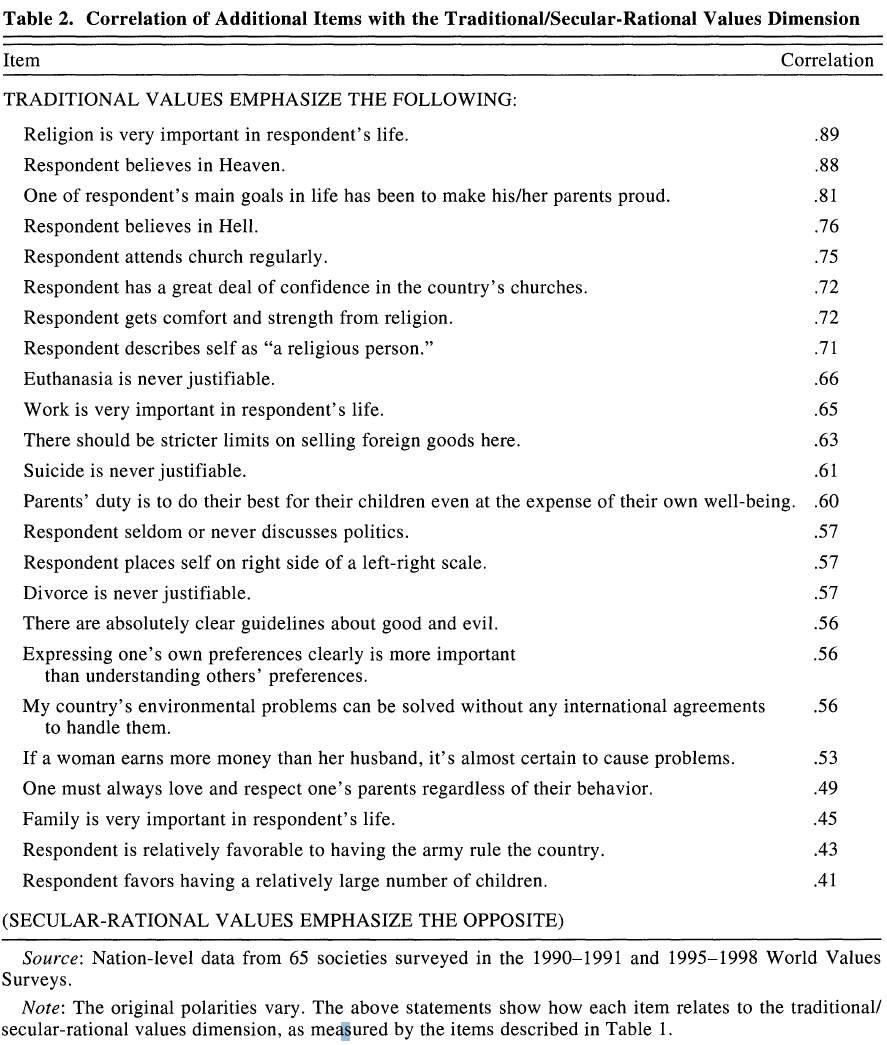 Table 2. Correlation of Additional Items with the Traditional/Secular-Rational Values Dimension
Item Correlation
TRADITIONAL VALUES EMPHASIZE THE FOLLOWING:
Religion is very important in respondent's life. .89
Respondent believes in Heaven. .88
One of respondent's main goals in life has been to make his/her parents proud. .81
Respondent believes in Hell. .76
Respondent attends church regularly. .75
Respondent has a great deal of confidence in the country's churches. .72
Respondent gets comfort and strength from religion. .72
Respondent describes self as “a religious person.” .71
Euthanasia is never justifiable. .66
Work is very important in respondent's life. .65
There should be stricter limits on selling foreign goods here. .63
Suicide is never justifiable. .61
Parents' duty is to do their best for their children even at the expense of their own well-being. .60
Respondent seldom or never discusses politics. .57
Respondent places self on right side of a left-right scale. .57
Divorce is never justifiable. .57
There are absolutely clear guidelines about good and evil. .56
Expressing one's own preferences clearly is more important .56
than understanding others' preferences.
My country's environmental problems can be solved without any international agreements .56
to handle them.
If a woman earns more money than her husband, it's almost certain to cause problems. .53
One must always love and respect one's parents regardless of their behavior. .49
Family is very important in respondent's life. .45
Respondent is relatively favorable to having the army rule the country. .43
Respondent favors having a relatively large number of children. .41
(SECULAR-RATIONAL VALUES EMPHASIZE THE OPPOSITE)
Source: Nation-level data from 65 societies surveyed in the 1990–1991 and 1995–1998 World Values
Surveys.
Note: The original polarities vary. The above statements show how each item relates to the traditional/
secular-rational values dimension, as measured by the items described in Table 1.